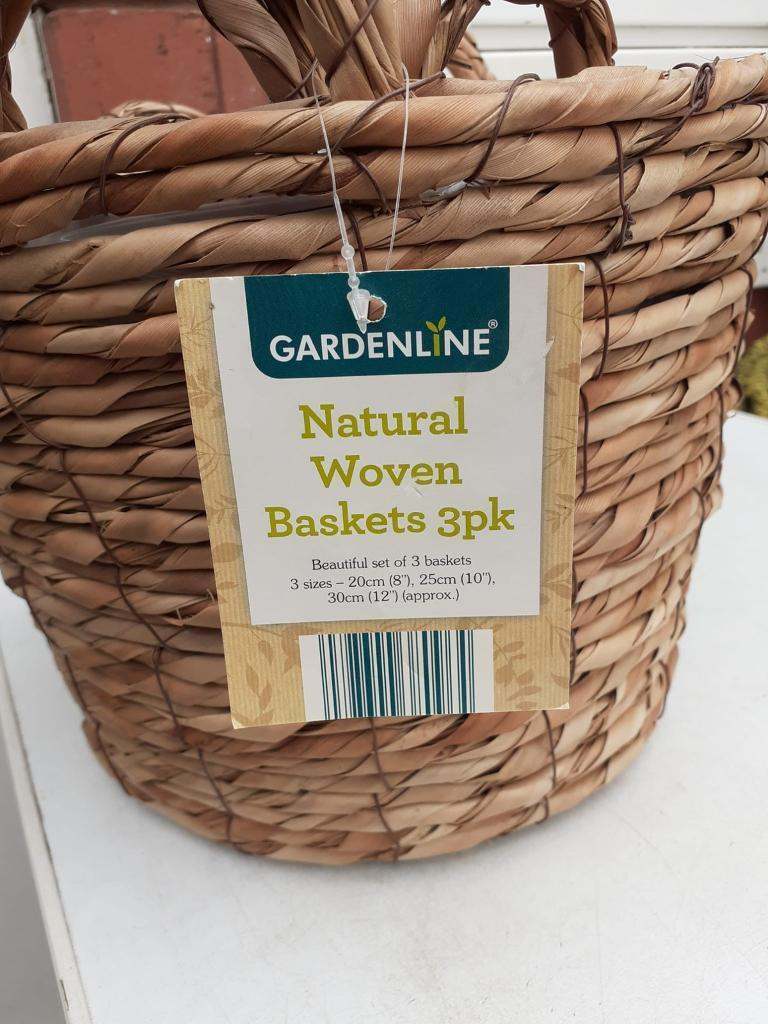 GARDENLINE®
Natural
Woven
Baskets 3pk
Beautiful set of 3 baskets
3 sizes – 20cm (8"), 25cm (10"),
30cm (12") (approx.)